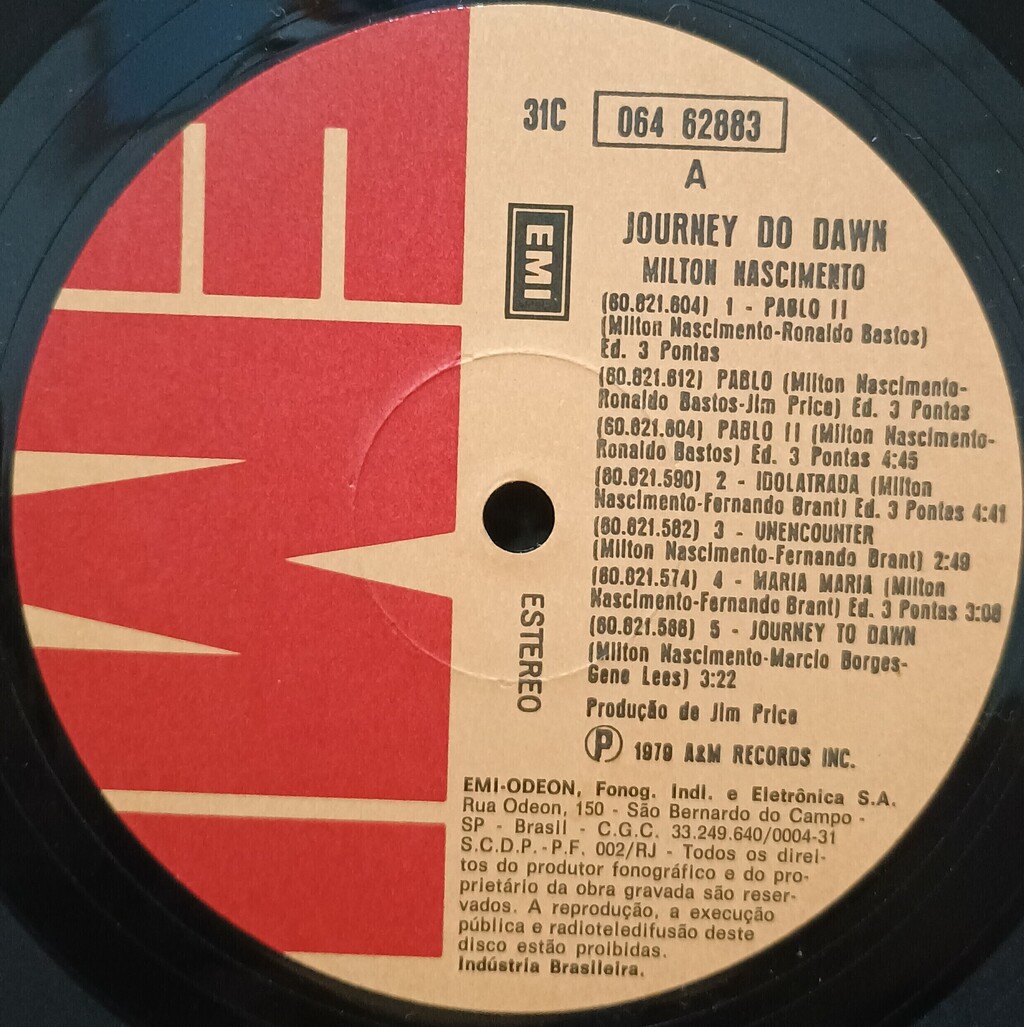 31C 064 62883
A
EMI
JOURNEY DO DAWN
MILTON NASCIMENTO
(60.821.604) 1 - PABLO II
(Milton Nascimento-Ronaldo Bastos)
Ed. 3 Pontas
(60.821.612) PABLO (Milton Nascimento-
Ronaldo Bastos-Jim Price) Ed. 3 Pontas
(60.821.604) PABLO II (Milton Nascimento-
Ronaldo Bastos) Ed. 3 Pontas 4:45
(60.821.590) 2 - IDOLATRADA (Milton
Nascimento-Fernando Brant) Ed. 3 Pontas 4:41
(60.821.582) 3 - UNENCOUNTER
(Milton Nascimento-Fernando Brant) 2:49
(60.821.574) 4 - MARIA MARIA (Milton
Nascimento-Fernando Brant) Ed. 3 Pontas 3:08
(60.821.566) 5 - JOURNEY TO DAWN
(Milton Nascimento-Marcio Borges-
Gene Lees) 3:22
ESTEREO
Produção de Jim Price
Ⓟ 1979 A&M RECORDS INC.
EMI-ODEON, Fonog. Indl. e Eletrônica S.A.
Rua Odeon, 150 - São Bernardo do Campo -
SP - Brasil - C.G.C. 33.249.640/0004-31
S.C.D.P. - P.F. 002/RJ - Todos os direi-
tos do produtor fonográfico e do pro-
prietário da obra gravada são reser-
vados. A reprodução, a execução
pública e radioteledifusão deste
disco estão proibidas.
Indústria Brasileira.